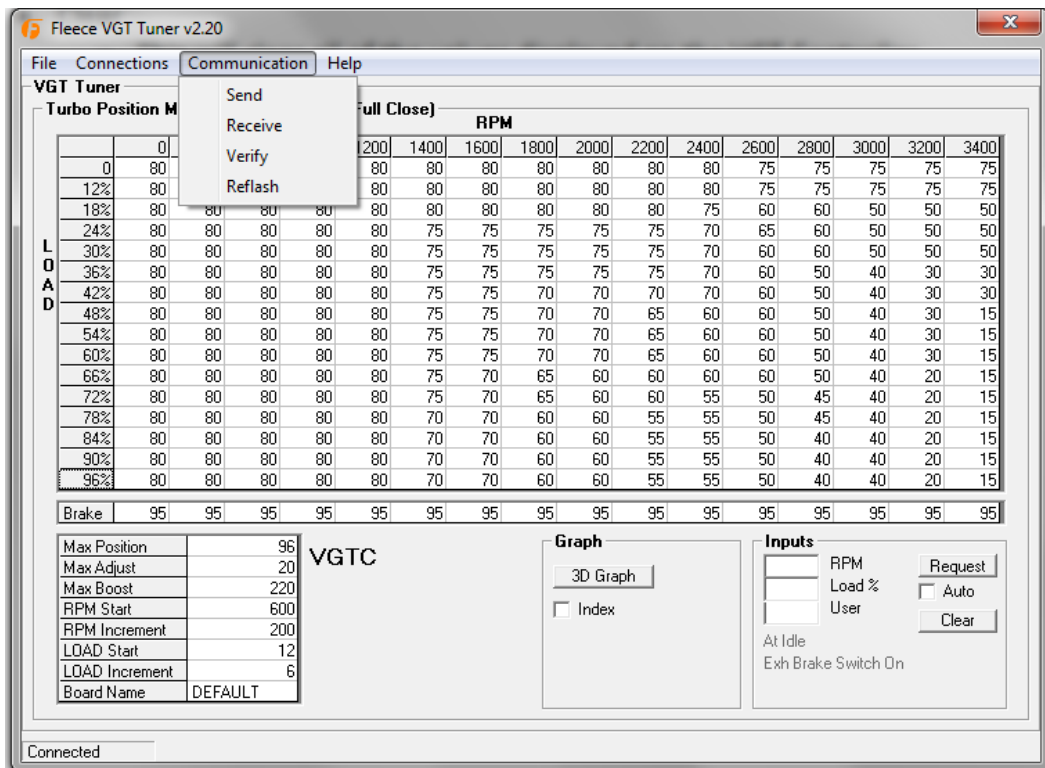 Fleece VGT Tuner v2.20
File Connections Communication Help
Send
Receive
Verify
Reflash
VGT Tuner
Turbo Position M Full Close)
RPM
LOAD
0 1200 1400 1600 1800 2000 2200 2400 2600 2800 3000 3200 3400
0 80 80 80 80 80 80 80 80 75 75 75 75 75
12% 80 80 80 80 80 80 80 80 75 75 75 75 75
18% 80 80 80 80 80 80 80 80 80 80 75 60 60 50 50 50
24% 80 80 80 80 80 75 75 75 75 75 70 65 60 50 50 50
30% 80 80 80 80 80 75 75 75 75 75 70 60 60 50 50 50
36% 80 80 80 80 80 75 75 75 75 75 70 60 50 40 30 30
42% 80 80 80 80 80 75 75 70 70 70 70 60 50 40 30 30
48% 80 80 80 80 80 75 75 70 70 65 60 60 50 40 30 15
54% 80 80 80 80 80 75 75 70 70 65 60 60 50 40 30 15
60% 80 80 80 80 80 75 75 70 70 65 60 60 50 40 30 15
66% 80 80 80 80 80 75 70 65 60 60 60 60 50 40 20 15
72% 80 80 80 80 80 75 70 65 60 60 55 50 45 40 20 15
78% 80 80 80 80 80 75 70 60 60 55 55 50 45 40 20 15
84% 80 80 80 80 80 70 70 60 60 55 55 50 40 40 20 15
90% 80 80 80 80 80 70 70 60 60 55 55 50 40 40 20 15
96% 80 80 80 80 80 70 70 60 60 55 55 50 40 40 20 15
Brake 95 95 95 95 95 95 95 95 95 95 95 95 95 95 95 95
Max Position 96
Max Adjust 20
Max Boost 220
RPM Start 600
RPM Increment 200
LOAD Start 12
LOAD Increment 6
Board Name DEFAULT
VGTC
Graph
3D Graph
Index
Inputs
RPM
Load %
User
Request
Auto
Clear
At Idle
Exh Brake Switch On
Connected